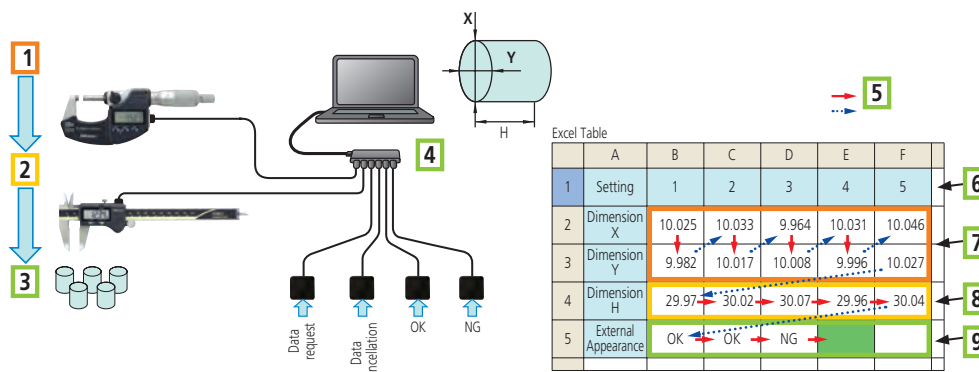 1
2
3
4
X
Y
H
Data
request
Data
ncellation
OK
NG
5
Excel Table
A B C D E F
1 Setting 1 2 3 4 5
6
2 Dimension X 10.025 10.033 9.964 10.031 10.046
7
3 Dimension Y 9.982 10.017 10.008 9.996 10.027
4 Dimension H 29.97 30.02 30.07 29.96 30.04
8
5 External Appearance OK OK NG
9